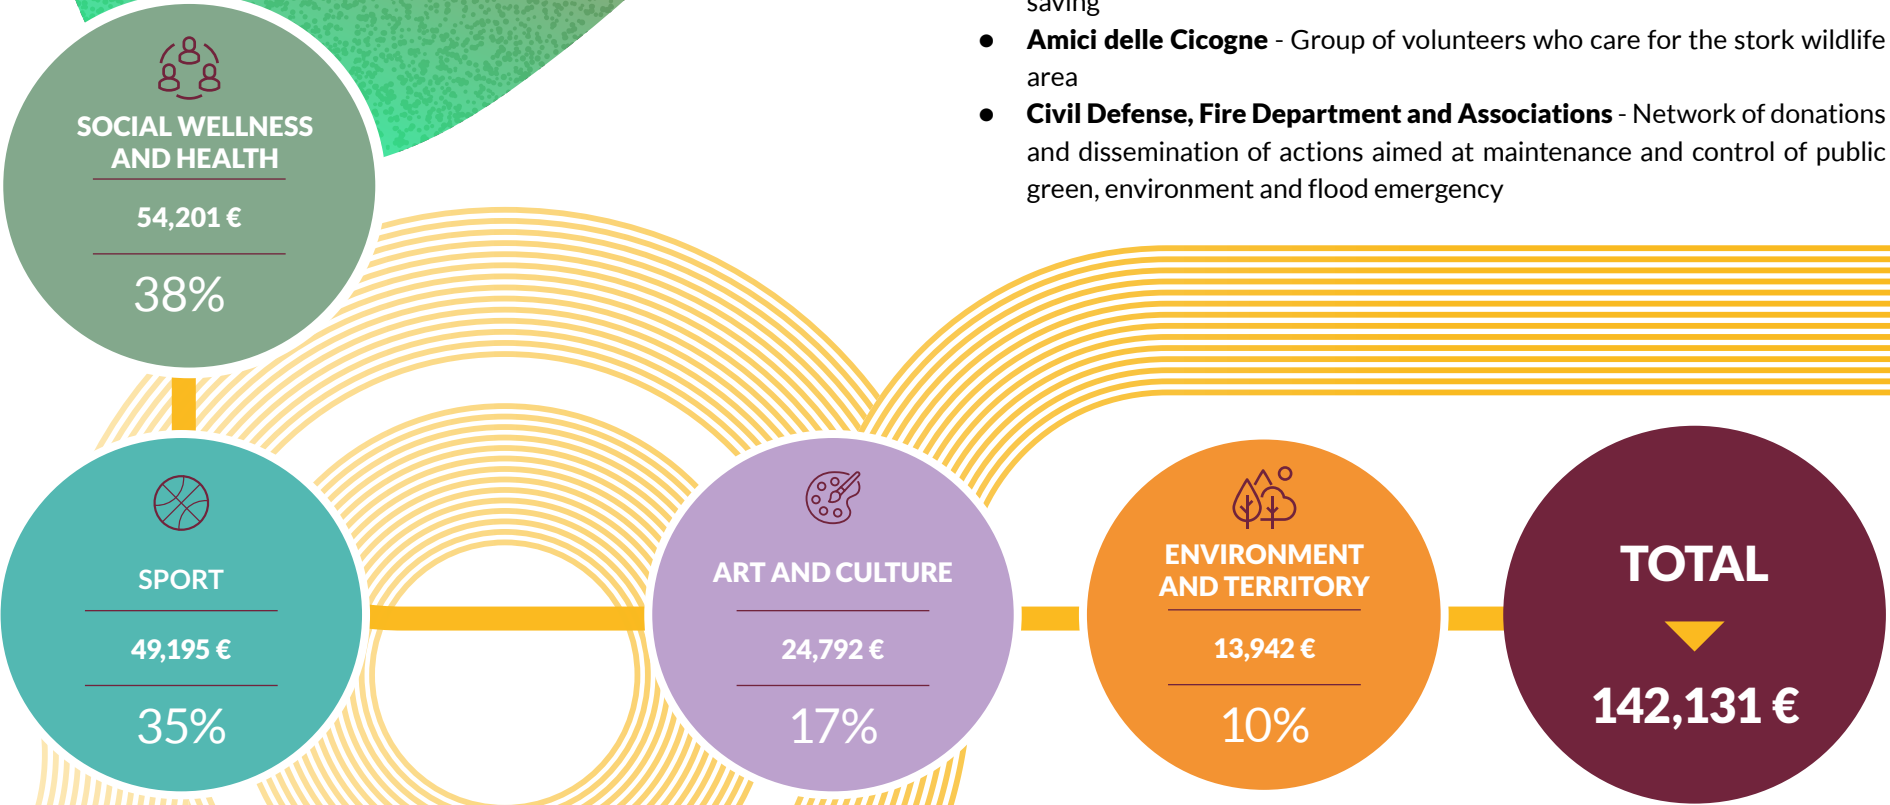 saving
● Amici delle Cicogne - Group of volunteers who care for the stork wildlife
area
● Civil Defense, Fire Department and Associations - Network of donations
and dissemination of actions aimed at maintenance and control of public
green, environment and flood emergency
SOCIAL WELLNESS
AND HEALTH
54,201 €
38%
SPORT
49,195 €
35%
ART AND CULTURE
24,792 €
17%
ENVIRONMENT
AND TERRITORY
13,942 €
10%
TOTAL
142,131 €